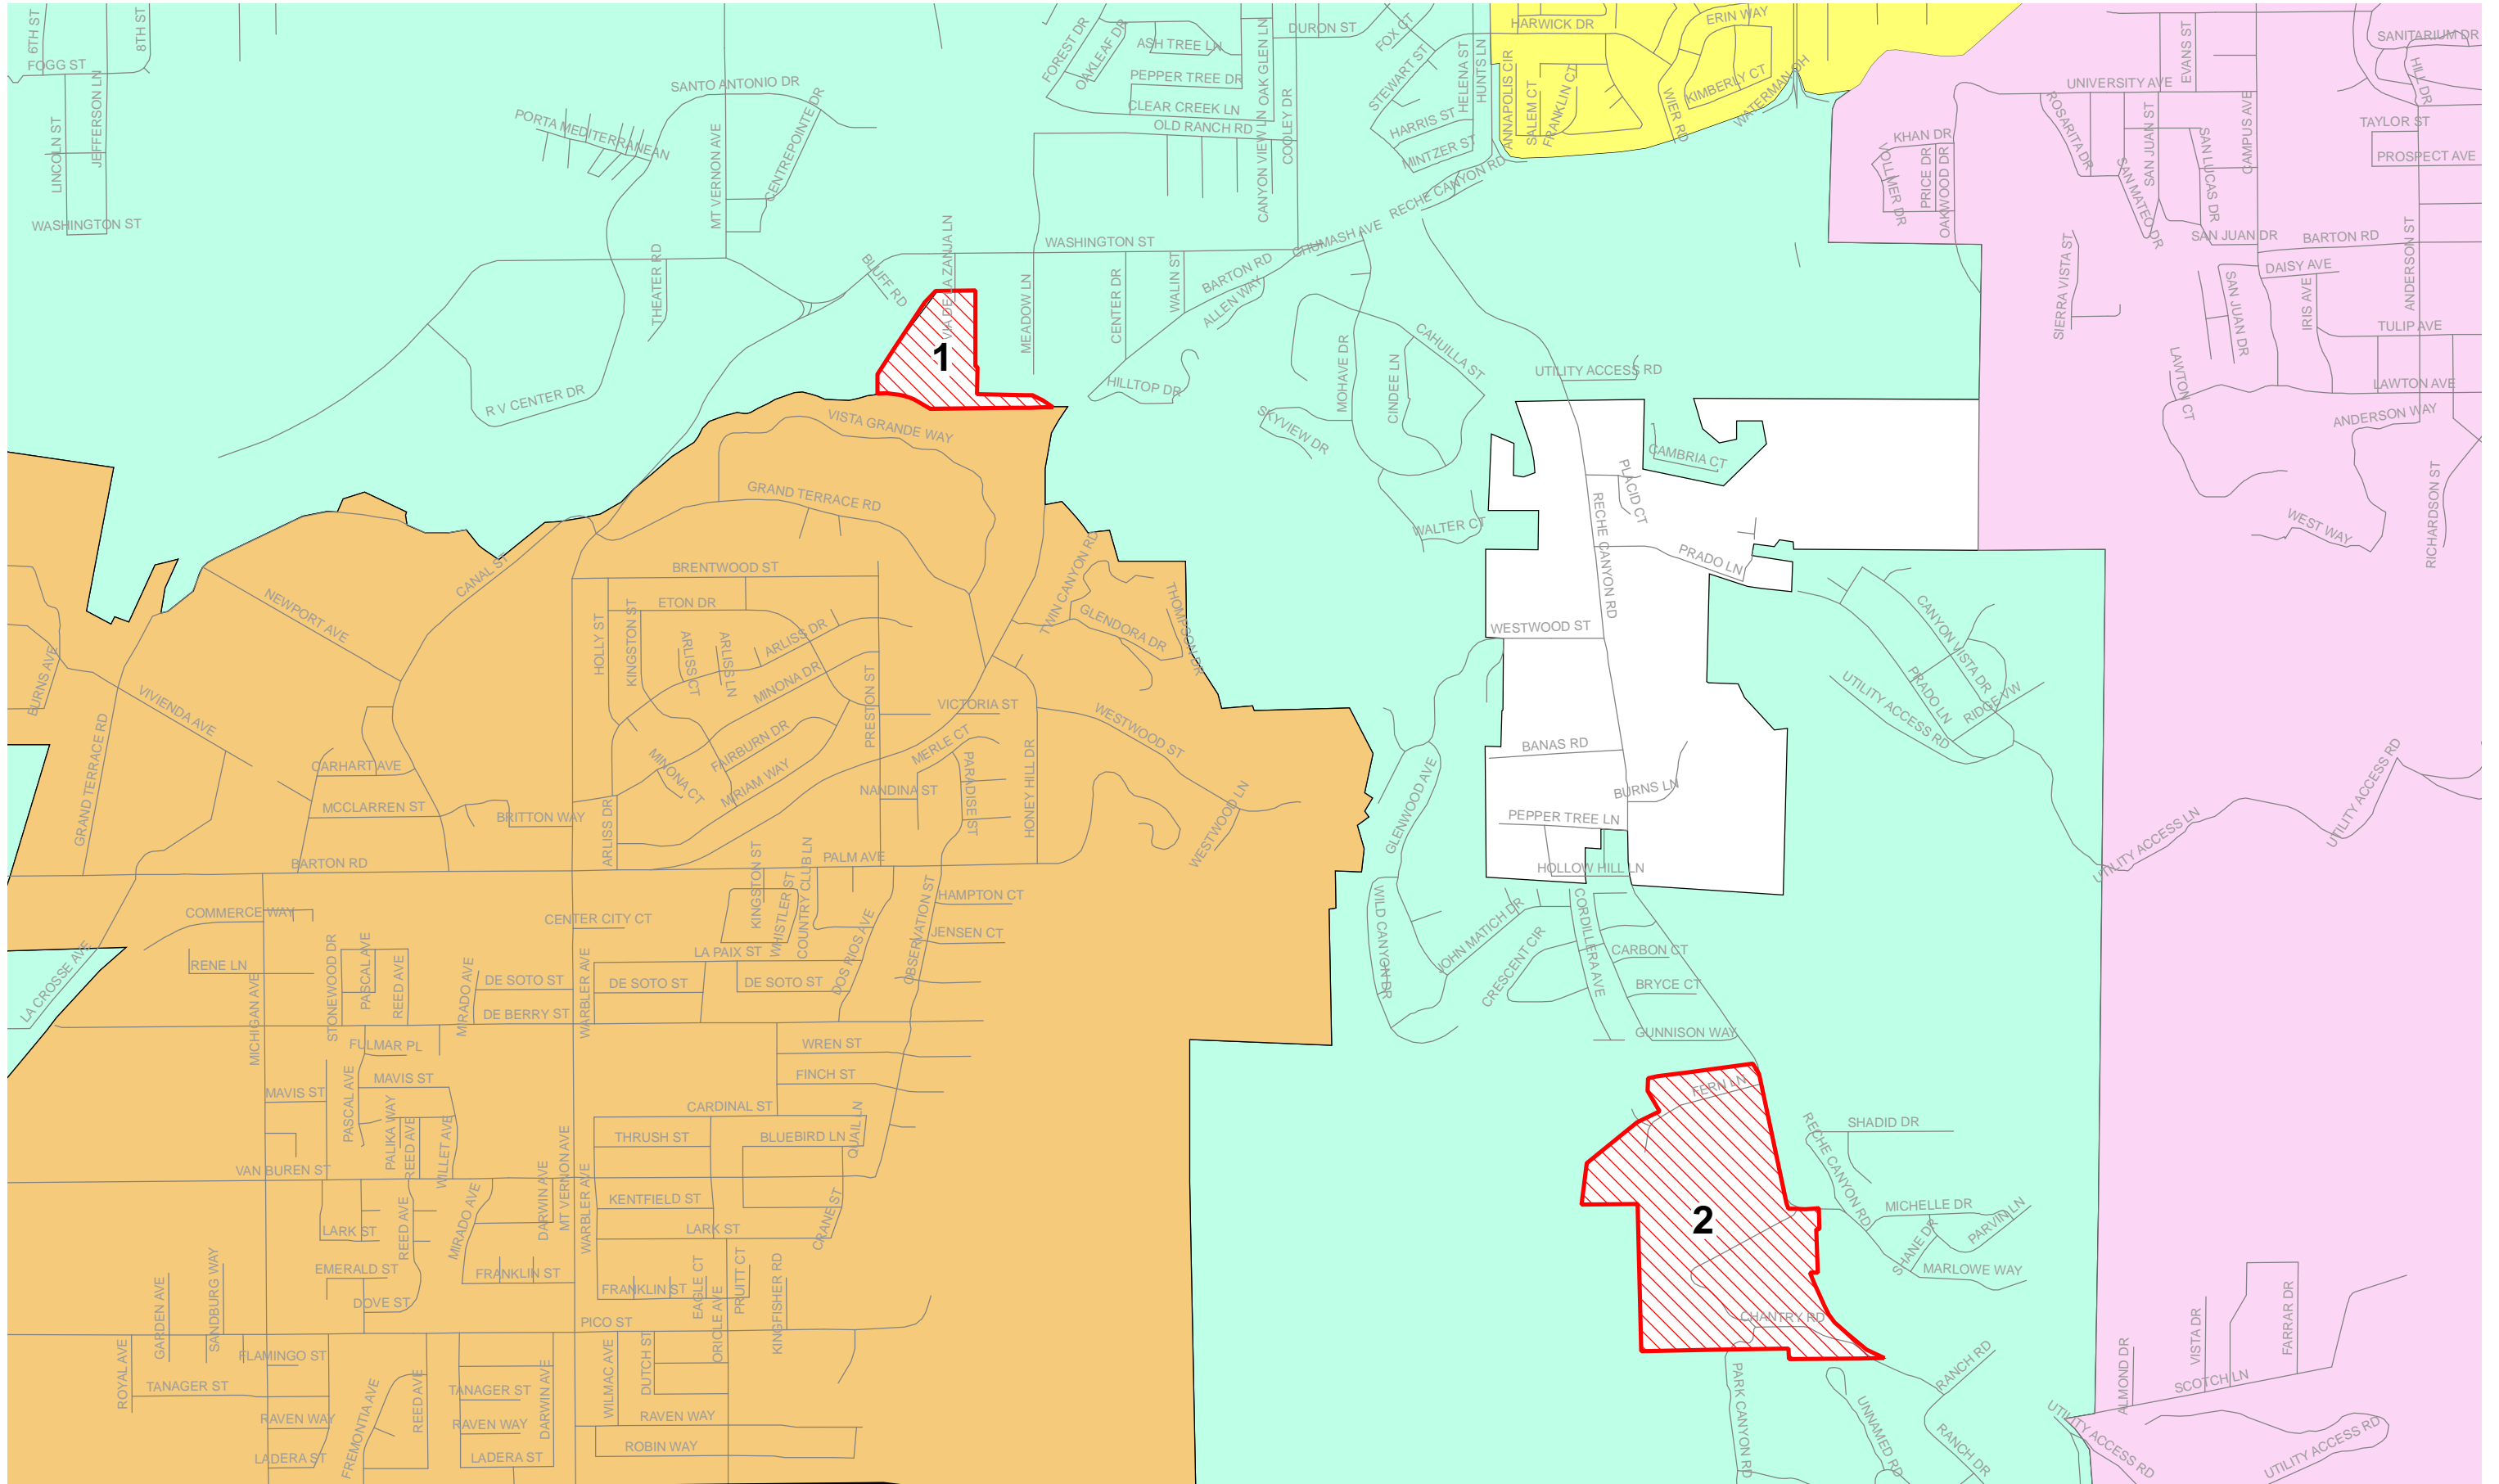 6TH ST
8TH ST
FOGG ST
LINCOLN ST
JEFFERSON LN
WASHINGTON ST
PORTA MEDITERRANEAN
SANTO ANTONIO DR
MT VERNON AVE
CENTREPOINTE DR
THEATER RD
R V CENTER DR
BLUFF RD
VIA DE LA ZANJA LN
FOREST DR
OAKLEAF DR
ASH TREE LN
PEPPER TREE DR
CLEAR CREEK LN
OLD RANCH RD
CANYON VIEW LN
OAK GLEN LN
COOLEY DR
DURON ST
FOX CT
STEWART ST
HELENA ST
HUNTS LN
HARRIS ST
MINTZER ST
RECHE CANYON RD
CHUMASH AVE
WASHINGTON ST
BARTON RD
ALLEN WAY
WALIN ST
CENTER DR
MEADOW LN
HILLTOP DR
HARWICK DR
ERIN WAY
ANNAPOLIS CIR
SALEM CT
FRANKLIN CT
KIMBERLY CT
WIER RD
WATERMAN OH
SANITARIUM DR
EVANS ST
HILL DR
UNIVERSITY AVE
ROSARITA DR
SAN JUAN ST
CAMPUS AVE
TAYLOR ST
KHAN DR
VOLLMER DR
PRICE DR
OAKWOOD DR
SAN MATEO DR
SAN LUCAS DR
PROSPECT AVE
SAN JUAN DR
BARTON RD
ANDERSON ST
SIERRA VISTA ST
DAISY AVE
SAN JUAN DR
IRIS AVE
TULIP AVE
LAWTON CT
LAWTON AVE
ANDERSON WAY
RICHARDSON ST
WEST WAY
1
MOHAVE DR
CINDEE LN
CAHUILLA ST
SKYVIEW DR
WALTER CT
UTILITY ACCESS RD
CAMBRIA CT
PLACID CT
RECHE CANYON RD
PRADO LN
WESTWOOD ST
CANYON VISTA DR
PRADO LN
RIDGE VW
UTILITY ACCESS RD
UTILITY ACCESS LN
UTILITY ACCESS RD
BANAS RD
BURNS LN
PEPPER TREE LN
HOLLOW HILL LN
GLENWOOD AVE
WILD CANYON DR
JOHN MATICH DR
CRESCENT CIR
CORDILLERA AVE
CARBON CT
BRYCE CT
GUNNISON WAY
VISTA GRANDE WAY
GRAND TERRACE RD
CANAL ST
NEWPORT AVE
BRENTWOOD ST
ETON DR
HOLLY ST
KINGSTON ST
ARLISS CT
ARLISS LN
ARLISS DR
MINONA DR
FAIRBURN DR
MINONA CT
MIRIAM WAY
PRESTON ST
TWIN CANYON RD
GLENDORA DR
THOMPSON DR
VICTORIA ST
MERLE CT
PARADISE ST
NANDINA ST
HONEY HILL DR
WESTWOOD ST
WESTWOOD LN
BURNS AVE
VIVIENDA AVE
GRAND TERRACE RD
CARHART AVE
MCCLARREN ST
BRITTON WAY
ARLISS DR
BARTON RD
PALM AVE
COMMERCE WAY
RENE LN
LA CROSSE AVE
MICHIGAN AVE
STONEWOOD DR
PASCAL AVE
REED AVE
MIRADO AVE
CENTER CITY CT
DE SOTO ST
DE BERRY ST
WARBLER AVE
DE SOTO ST
LA PAIX ST
DE SOTO ST
KINGSTON ST
WHISTLER ST
COUNTRY CLUB LN
DOS RIOS AVE
OBSERVATION ST
HAMPTON CT
JENSEN CT
FULMAR PL
MAVIS ST
MAVIS ST
PASCAL AVE
PALIKA WAY
REED AVE
WILLET AVE
VAN BUREN ST
WREN ST
FINCH ST
CARDINAL ST
THRUSH ST
BLUEBIRD LN
QUAIL LN
DARWIN AVE
MT VERNON AVE
WARBLER AVE
KENTFIELD ST
LARK ST
CRANE ST
LARK ST
REED AVE
MIRADO AVE
EMERALD ST
DOVE ST
FRANKLIN ST
FRANKLIN ST
EAGLE CT
ORIOLE AVE
PRUITT CT
KINGFISHER RD
PICO ST
GARDEN AVE
SANDBURG WAY
ROYAL AVE
FLAMINGO ST
TANAGER ST
RAVEN WAY
LADERA ST
FREMONTIA AVE
REED AVE
TANAGER ST
RAVEN WAY
LADERA ST
DARWIN AVE
WILMAC AVE
DUTCH ST
RAVEN WAY
ROBIN WAY
FERN LN
2
CHANTRY RD
RECHE CANYON RD
SHADID DR
MICHELLE DR
PARVIN LN
SHANE DR
MARLOWE WAY
PARK CANYON RD
UNNAMED RD
RANCH RD
RANCH DR
UTILITY ACCESS RD
ALMOND DR
VISTA DR
FARRAR DR
SCOTCH LN
UTILITY ACCESS RD